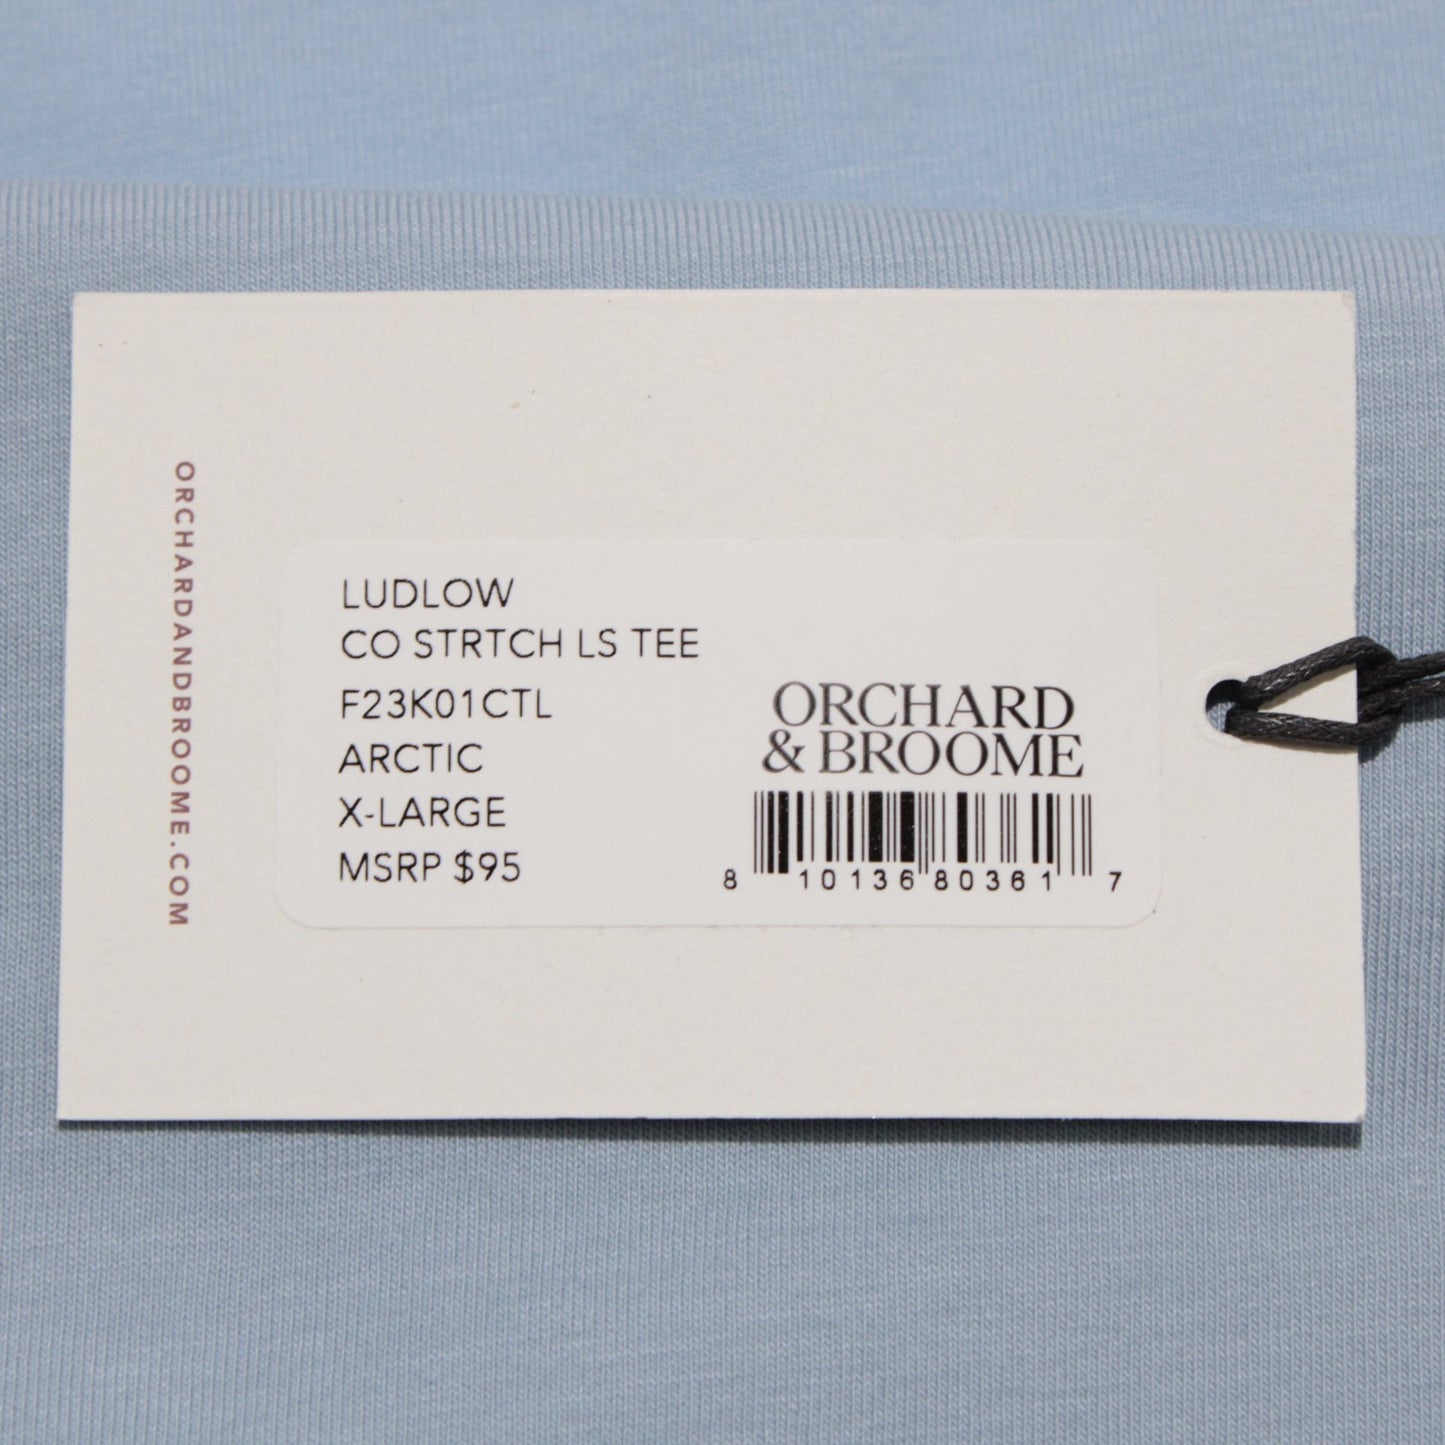 ORCHARDANDBROOME.COM
LUDLOW
CO STRTCH LS TEE
F23K01CTL
ARCTIC
X-LARGE
MSRP $95
ORCHARD
& BROOME
8 10136 80361 7